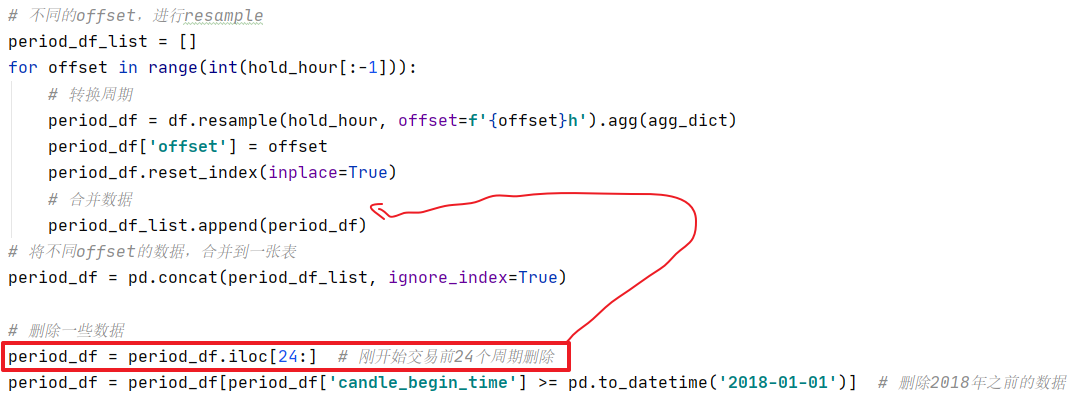 # 不同的offset，进行resample
period_df_list = []
for offset in range(int(hold_hour[:-1])):
    # 转换周期
    period_df = df.resample(hold_hour, offset=f'{offset}h').agg(agg_dict)
    period_df['offset'] = offset
    period_df.reset_index(inplace=True)
    # 合并数据
    period_df_list.append(period_df)
# 将不同offset的数据，合并到一张表
period_df = pd.concat(period_df_list, ignore_index=True)

# 删除一些数据
period_df = period_df.iloc[24:]  # 刚开始交易前24个周期删除
period_df = period_df[period_df['candle_begin_time'] >= pd.to_datetime('2018-01-01')]  # 删除2018年之前的数据